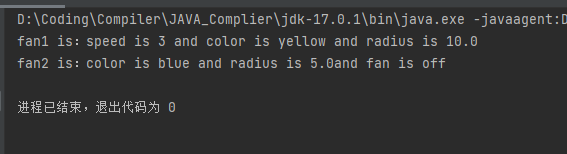 D:\Coding\Compiler\JAVA_Complier\jdk-17.0.1\bin\java.exe -javaagent:D
fan1 is：speed is 3 and color is yellow and radius is 10.0
fan2 is：color is blue and radius is 5.0and fan is off
进程已结束，退出代码为 0